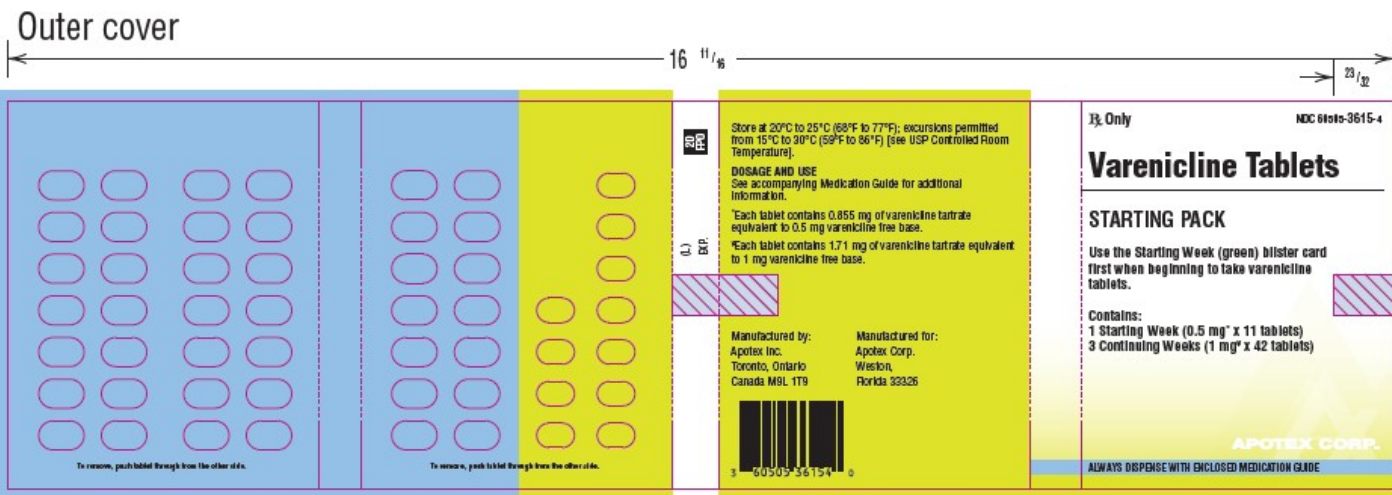 Outer cover
16 11/16
23/32
To remove, push tablet through from the other side.
To remove, push tablet through from the other side.
2D
FPO
(L)
EXP.
Store at 20°C to 25°C (68°F to 77°F); excursions permitted
from 15°C to 30°C (59°F to 86°F) [see USP Controlled Room
Temperature].
DOSAGE AND USE
See accompanying Medication Guide for additional
information.
*Each tablet contains 0.855 mg of varenicline tartrate
equivalent to 0.5 mg varenicline free base.
#Each tablet contains 1.71 mg of varenicline tartrate equivalent
to 1 mg varenicline free base.
Manufactured by:
Apotex Inc.
Toronto, Ontario
Canada M9L 1T9
Manufactured for:
Apotex Corp.
Weston,
Florida 33326
3 60505 36154 0
℞ Only
NDC 60505-3615-4
Varenicline Tablets
STARTING PACK
Use the Starting Week (green) blister card
first when beginning to take varenicline
tablets.
Contains:
1 Starting Week (0.5 mg* x 11 tablets)
3 Continuing Weeks (1 mg# x 42 tablets)
APOTEX CORP.
ALWAYS DISPENSE WITH ENCLOSED MEDICATION GUIDE